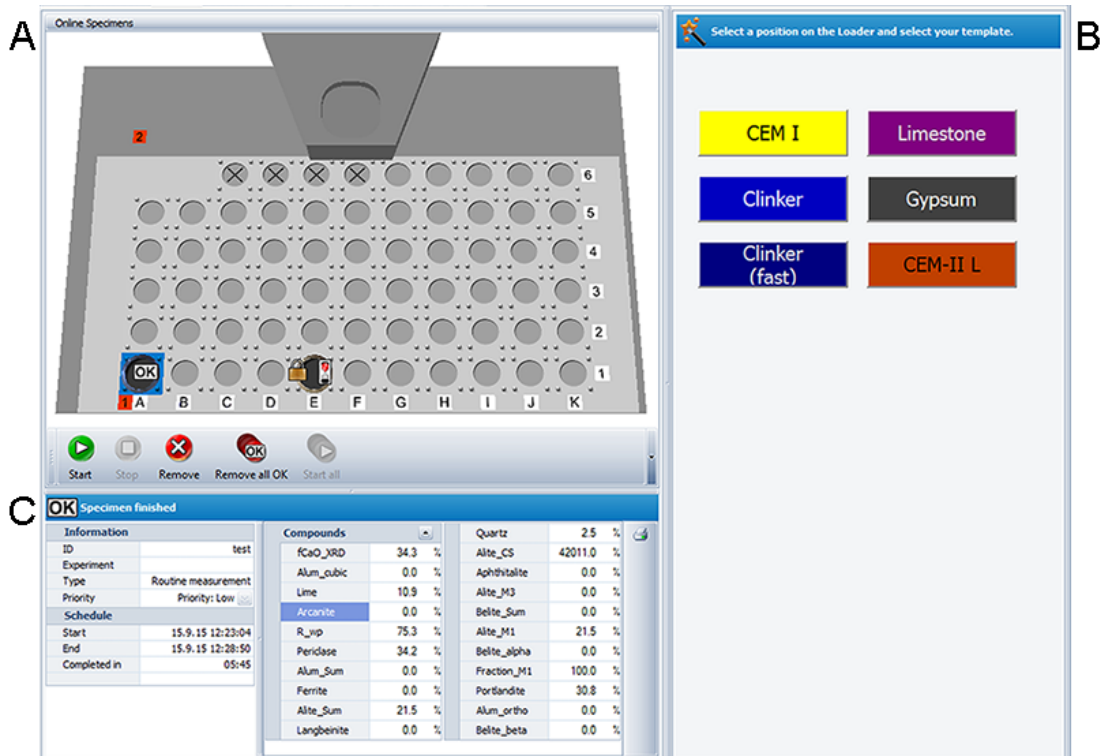 A
Online Specimens
2
6
5
4
3
2
OK
1
1 A B C D E F G H I J K
Start
Stop
Remove
OK
Remove all OK
Start all
B
Select a position on the Loader and select your template.
CEM I
Limestone
Clinker
Gypsum
Clinker
(fast)
CEM-II L
C
OK Specimen finished
Information
ID test
Experiment
Type Routine measurement
Priority Priority: Low
Schedule
Start 15.9.15 12:23:04
End 15.9.15 12:28:50
Completed in 05:45
Compounds
fCaO_XRD 34.3 %
Alum_cubic 0.0 %
Lime 10.9 %
Arcanite 0.0 %
R_wp 75.3 %
Periclase 34.2 %
Alum_Sum 0.0 %
Ferrite 0.0 %
Alite_Sum 21.5 %
Langbeinite 0.0 %
Quartz 2.5 %
Alite_CS 42011.0 %
Aphthitalite 0.0 %
Alite_M3 0.0 %
Belite_Sum 0.0 %
Alite_M1 21.5 %
Belite_alpha 0.0 %
Fraction_M1 100.0 %
Portlandite 30.8 %
Alum_ortho 0.0 %
Belite_beta 0.0 %